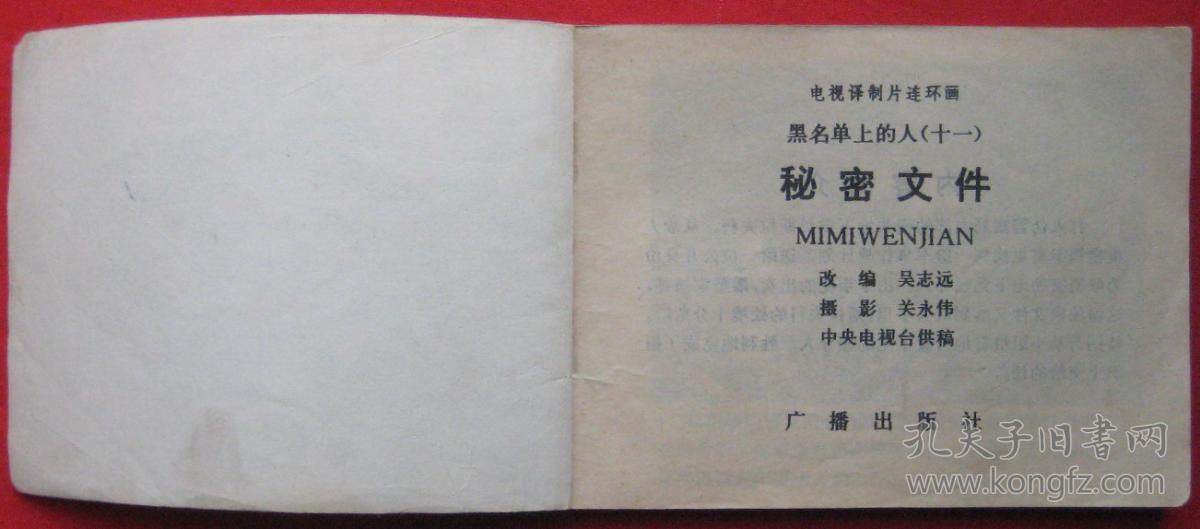 电视译制片连环画
黑名单上的人(十一)
秘密文件
MIMIWENJIAN
改编 吴志远
摄影 关永伟
中央电视台供稿
广播出版社
孔夫子旧书网
www.kongfz.com